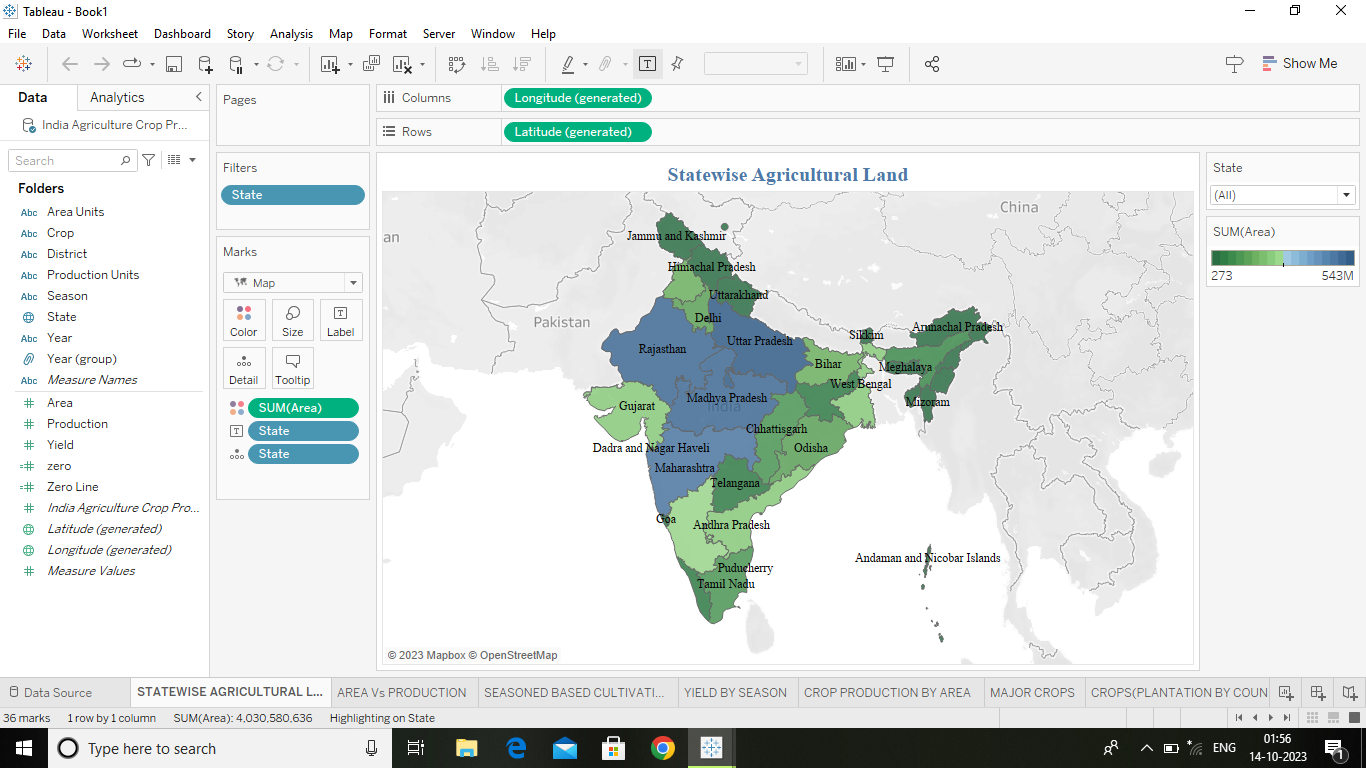 Tableau - Book1
File Data Worksheet Dashboard Story Analysis Map Format Server Window Help
Show Me
Data Analytics
India Agriculture Crop Pr...
Search
Folders
Abc Area Units
Abc Crop
Abc District
Abc Production Units
Abc Season
State
Abc Year
Year (group)
Abc Measure Names
Area
Production
Yield
zero
Zero Line
India Agriculture Crop Pro...
Latitude (generated)
Longitude (generated)
Measure Values
Pages
Filters
State
Marks
Map
Color Size Label
Detail Tooltip
SUM(Area)
State
State
Columns Longitude (generated)
Rows Latitude (generated)
Statewise Agricultural Land
China
an
Jammu and Kashmir
Himachal Pradesh
Uttarakhand
Pakistan
Delhi
Arunachal Pradesh
Sikkim
Uttar Pradesh
Rajasthan
Bihar
Meghalaya
West Bengal
Madhya Pradesh
India
Mizoram
Gujarat
Chhattisgarh
Dadra and Nagar Haveli
Odisha
Maharashtra
Telangana
Goa
Andhra Pradesh
Andaman and Nicobar Islands
Puducherry
Tamil Nadu
© 2023 Mapbox © OpenStreetMap
State
(All)
SUM(Area)
273 543M
Data Source STATEWISE AGRICULTURAL L... AREA Vs PRODUCTION SEASONED BASED CULTIVATI... YIELD BY SEASON CROP PRODUCTION BY AREA MAJOR CROPS CROPS(PLANTATION BY COUN
36 marks 1 row by 1 column SUM(Area): 4,030,580,636 Highlighting on State
Type here to search
ENG
01:56
14-10-2023
1